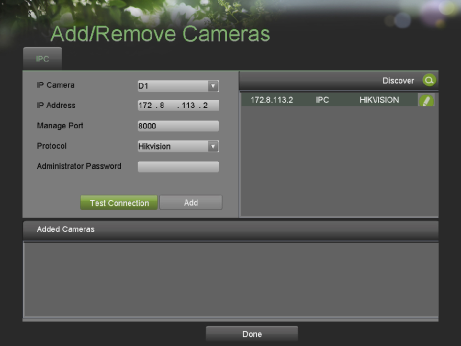 Add/Remove Cameras
IPC
IP Camera D1
IP Address 172 . 8 . 113 . 2
Manage Port 8000
Protocol Hikvision
Administrator Password
Test Connection Add
Discover
172.8.113.2 IPC HIKVISION
Added Cameras
Done